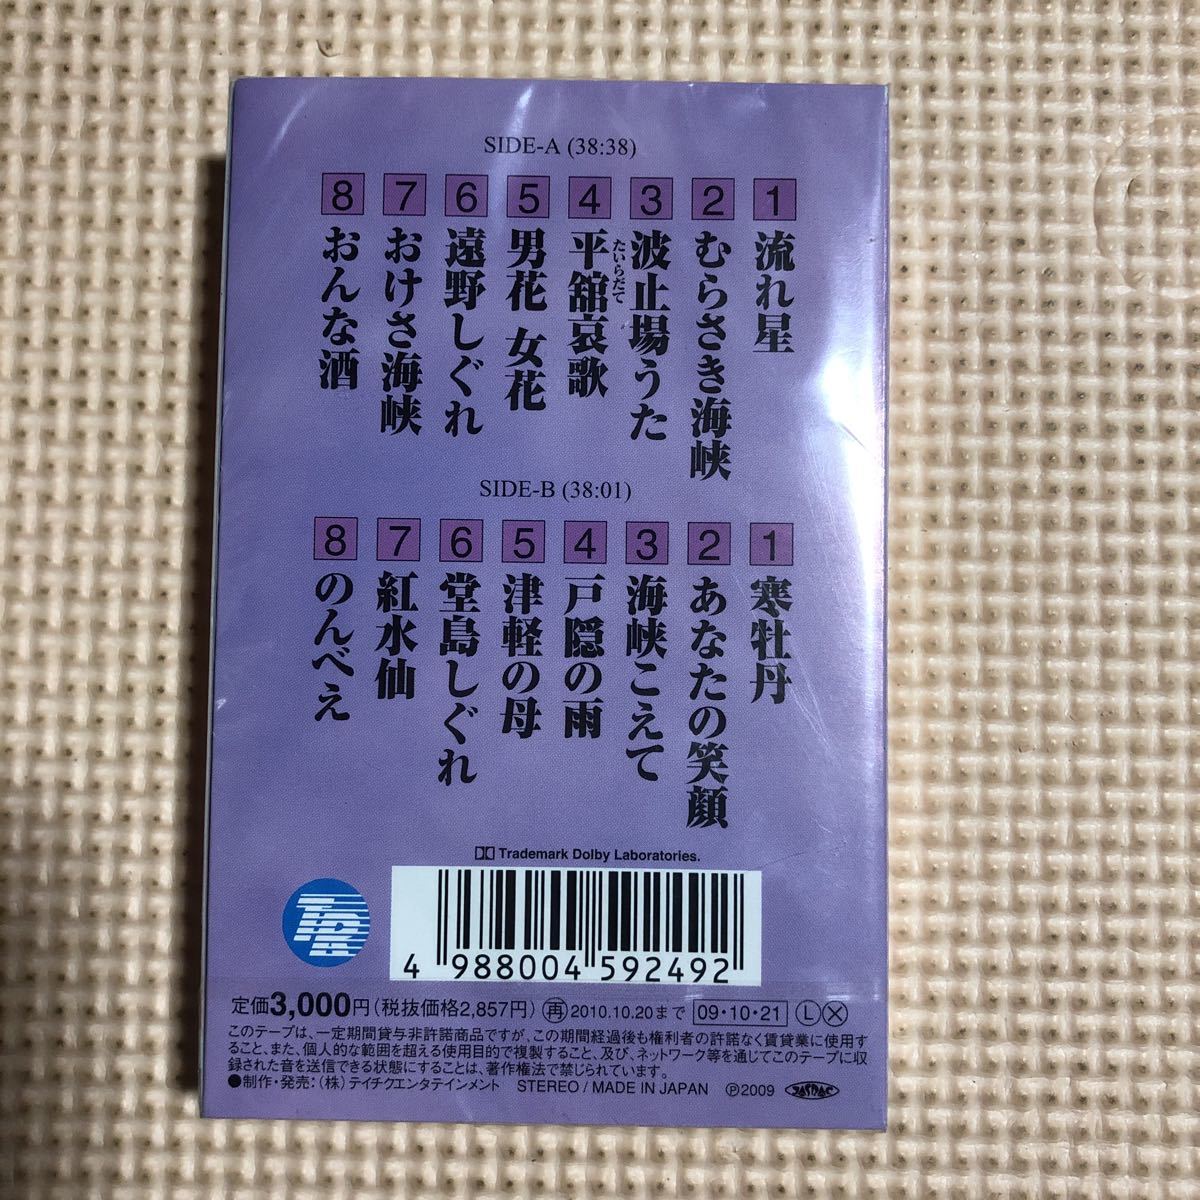 SIDE-A (38:38)
1 流れ星
2 むらさき海峡
3 波止場うた
4 平舘哀歌
たいらだて
5 男花 女花
6 遠野しぐれ
7 おけさ海峡
8 おんな酒
SIDE-B (38:01)
1 寒牡丹
2 あなたの笑顔
3 海峡こえて
4 戸隠の雨
5 津軽の母
6 堂島しぐれ
7 紅水仙
8 のんべえ
Trademark Dolby Laboratories.
4 988004 592492
定価3,000円(税抜価格2,857円) 再 2010.10.20まで 09・10・21 L X
このテープは、一定期間貸与非許諾商品ですが、この期間経過後も権利者の許諾なく賃貸業に使用す
ること、また、個人的な範囲を超える使用目的で複製すること、及び、ネットワーク等を通じてこのテープに収
録された音を送信できる状態にすることは、著作権法で禁じられています。
●制作・発売:(株)テイチクエンタテインメント STEREO / MADE IN JAPAN Ⓟ2009 JASRAC